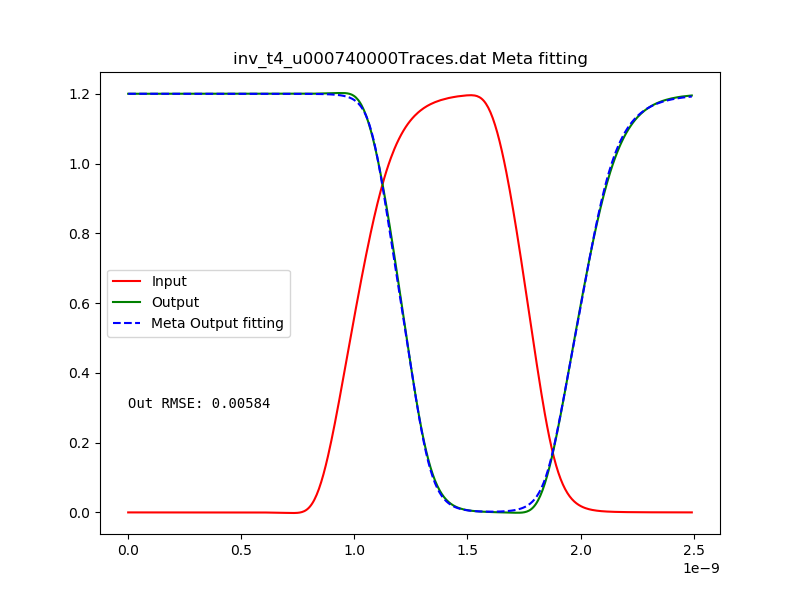 inv_t4_u000740000Traces.dat Meta fitting
1.2
1.0
0.8
0.6
0.4
0.2
0.0
Input
Output
Meta Output fitting
Out RMSE: 0.00584
0.0 0.5 1.0 1.5 2.0 2.5
1e−9